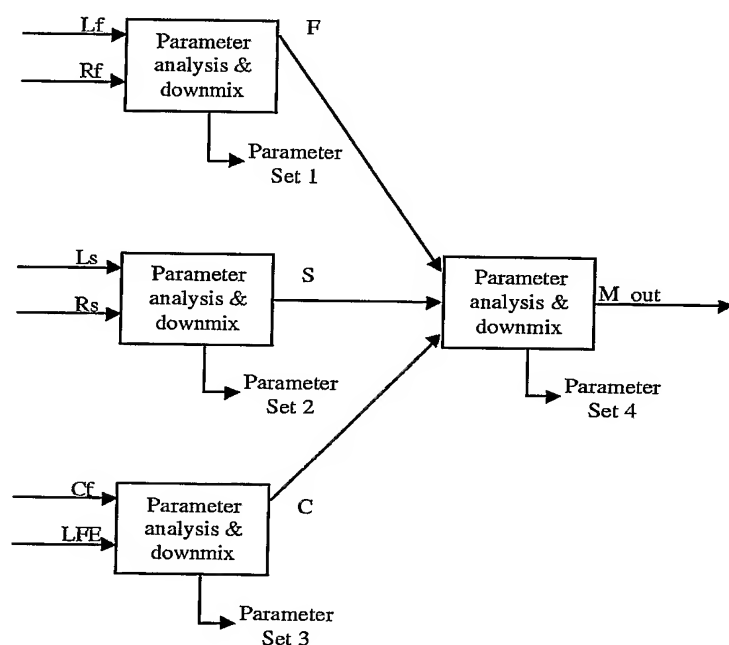 Lf
F
Rf
Parameter
analysis &
downmix
Parameter
Set 1
Ls
S
Rs
Parameter
analysis &
downmix
Parameter
Set 2
Parameter
analysis &
downmix
M_out
Parameter
Set 4
Cf
C
LFE
Parameter
analysis &
downmix
Parameter
Set 3